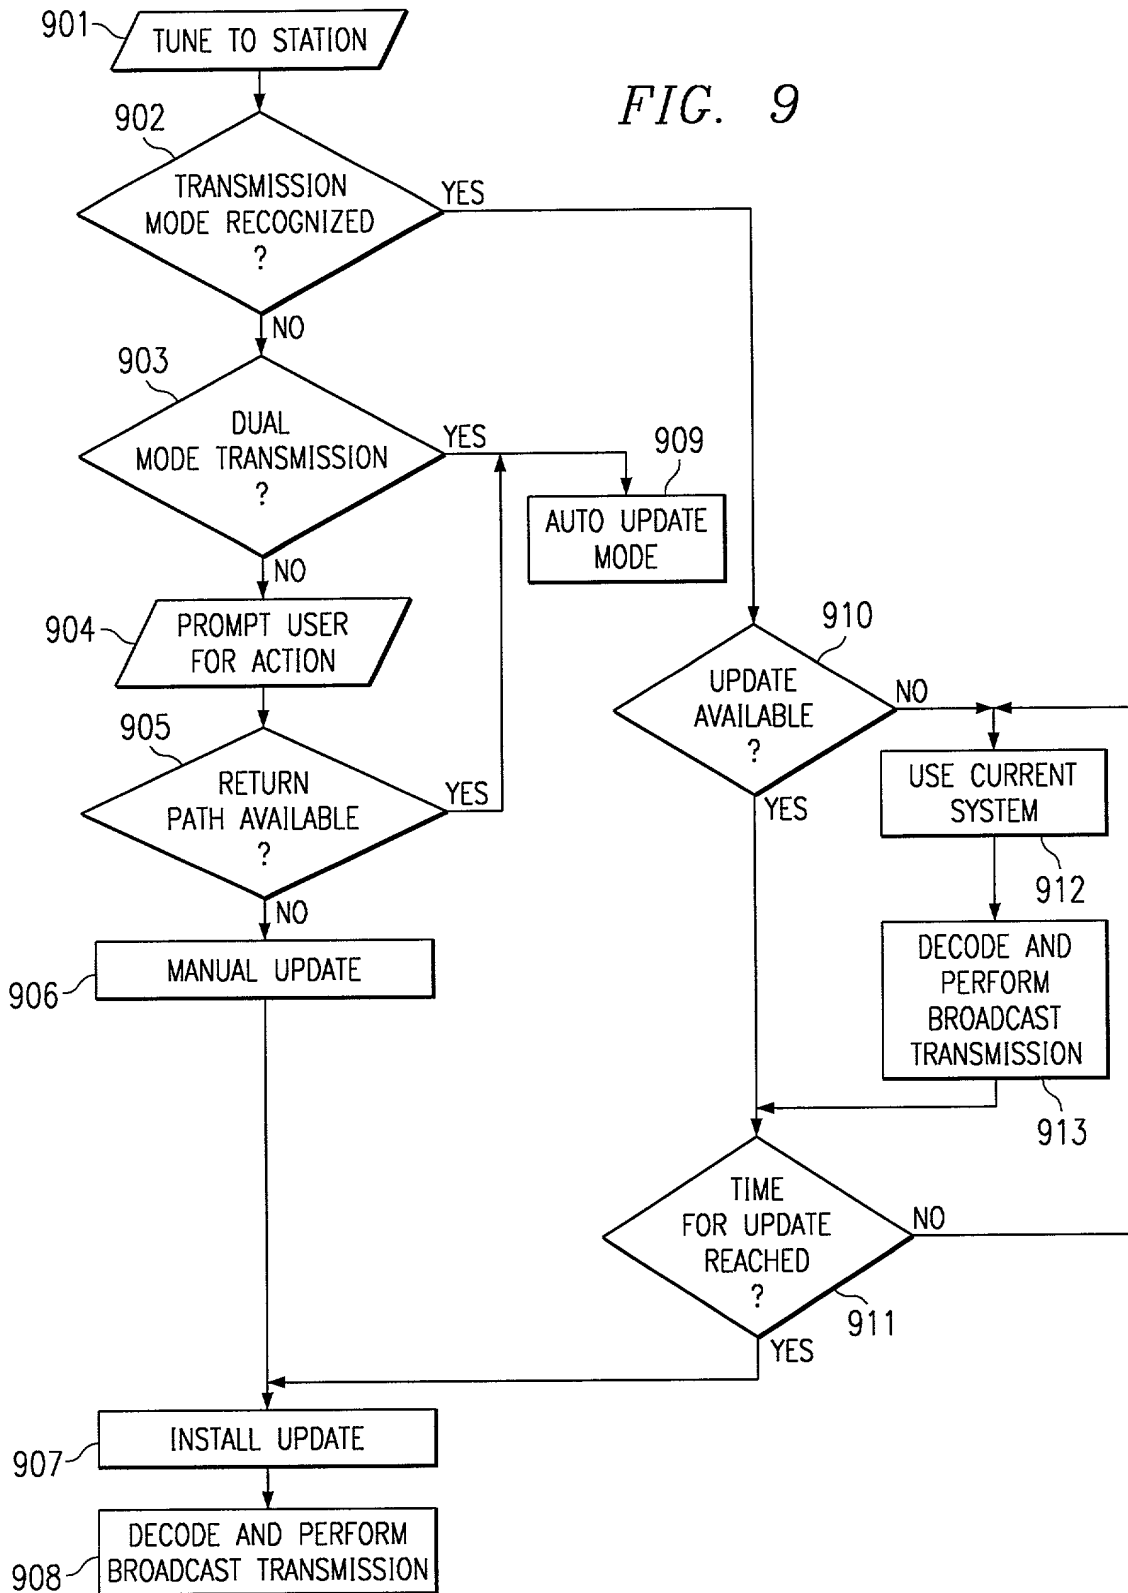 901
TUNE TO STATION
FIG. 9
902
TRANSMISSION
MODE RECOGNIZED
?
YES
NO
903
DUAL
MODE TRANSMISSION
?
YES
NO
909
AUTO UPDATE
MODE
904
PROMPT USER
FOR ACTION
905
RETURN
PATH AVAILABLE
?
YES
NO
906
MANUAL UPDATE
910
UPDATE
AVAILABLE
?
NO
YES
USE CURRENT
SYSTEM
912
DECODE AND
PERFORM
BROADCAST
TRANSMISSION
913
TIME
FOR UPDATE
REACHED
?
NO
911
YES
907
INSTALL UPDATE
908
DECODE AND PERFORM
BROADCAST TRANSMISSION